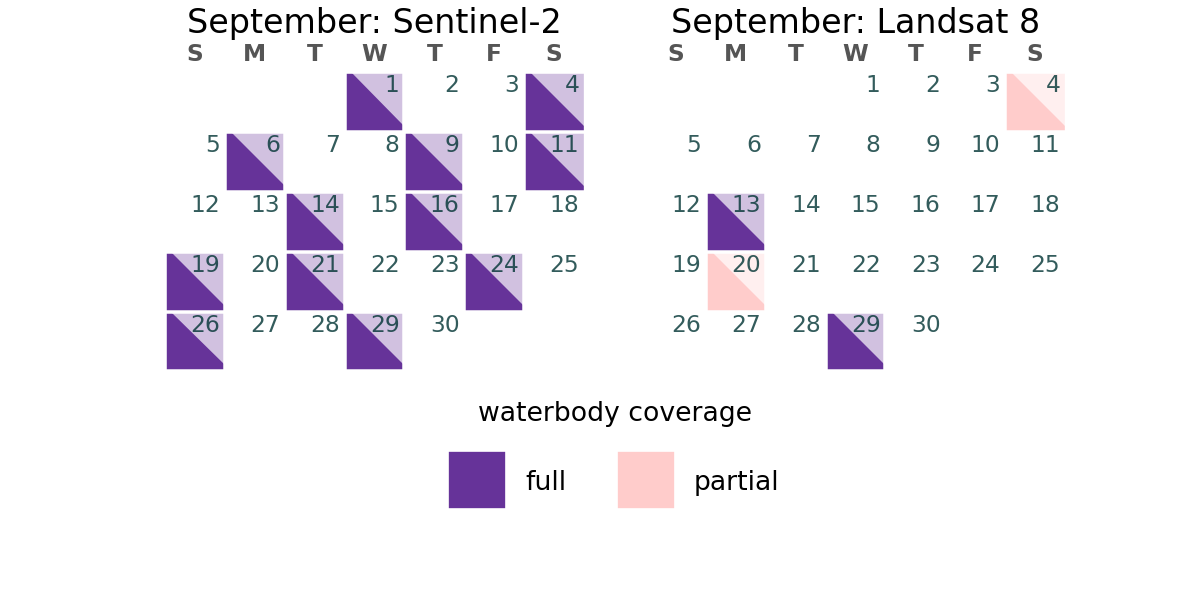 September: Sentinel-2
S M T W T F S
1 2 3 4
5 6 7 8 9 10 11
12 13 14 15 16 17 18
19 20 21 22 23 24 25
26 27 28 29 30
September: Landsat 8
S M T W T F S
1 2 3 4
5 6 7 8 9 10 11
12 13 14 15 16 17 18
19 20 21 22 23 24 25
26 27 28 29 30
waterbody coverage
full partial